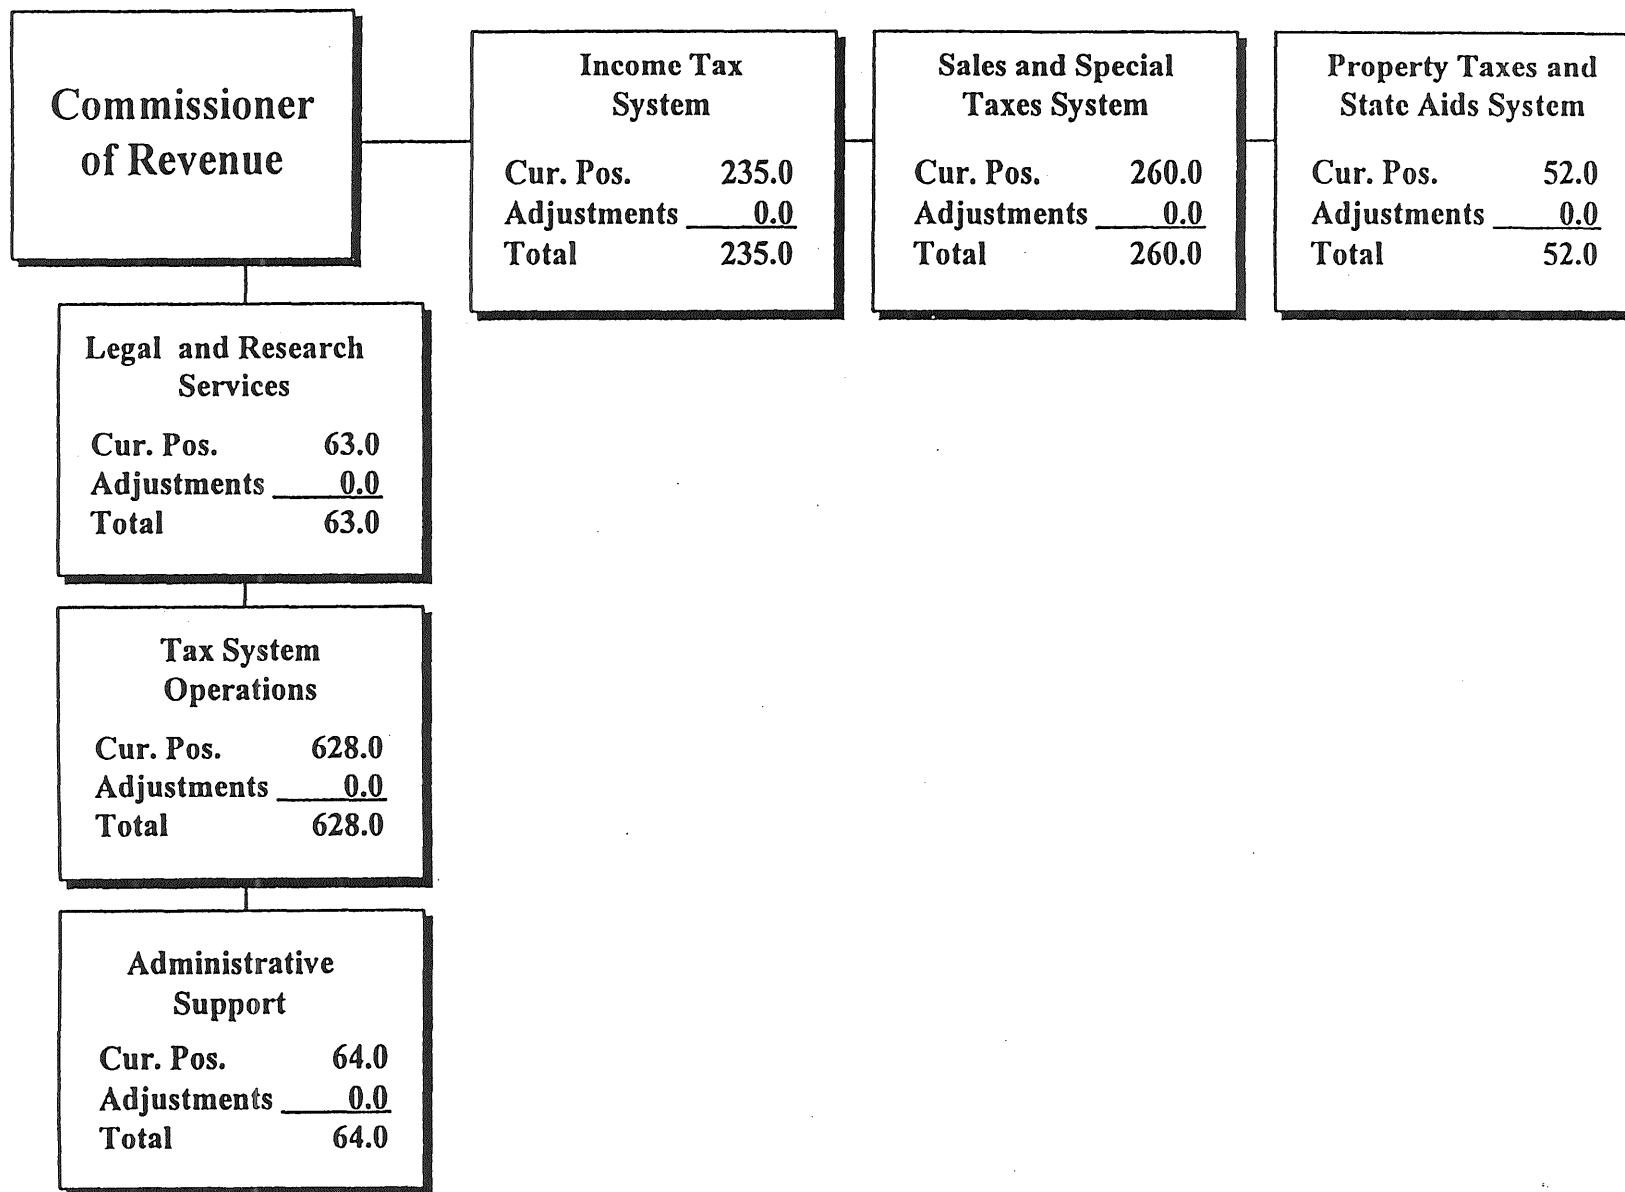 Commissioner
of Revenue
Income Tax
System
Cur. Pos. 235.0
Adjustments 0.0
Total 235.0
Sales and Special
Taxes System
Cur. Pos. 260.0
Adjustments 0.0
Total 260.0
Property Taxes and
State Aids System
Cur. Pos. 52.0
Adjustments 0.0
Total 52.0
Legal and Research
Services
Cur. Pos. 63.0
Adjustments 0.0
Total 63.0
Tax System
Operations
Cur. Pos. 628.0
Adjustments 0.0
Total 628.0
Administrative
Support
Cur. Pos. 64.0
Adjustments 0.0
Total 64.0